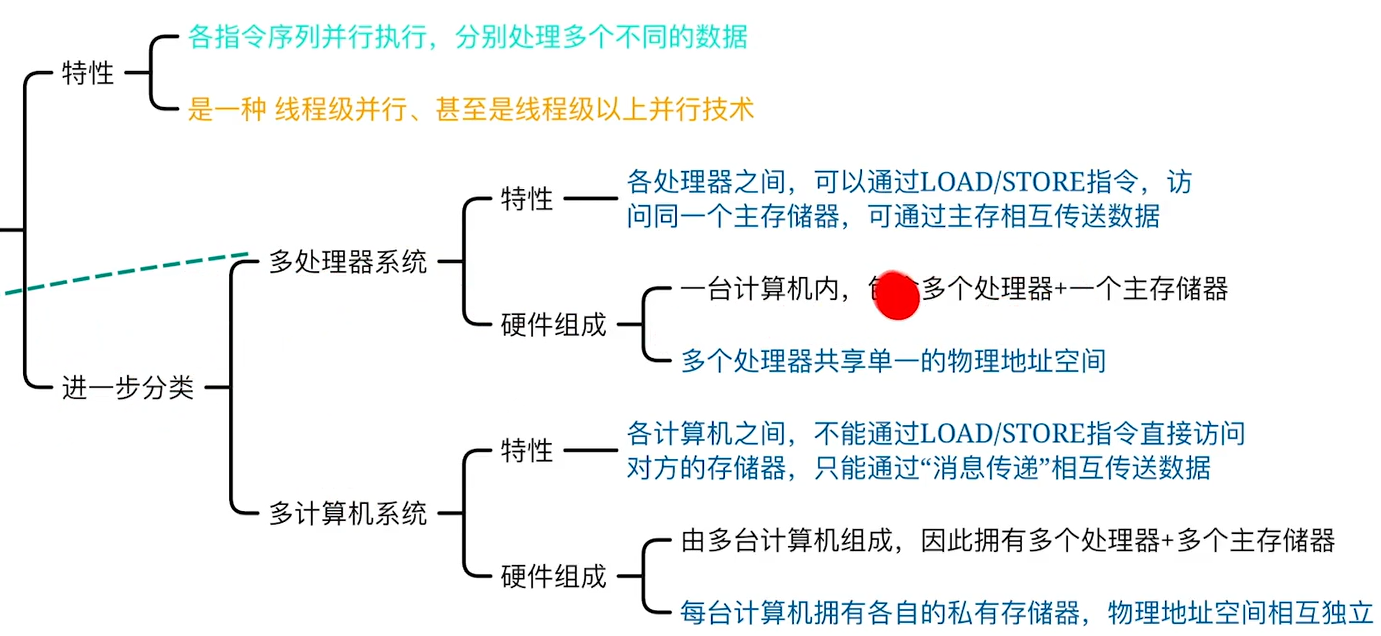 各指令序列并行执行，分别处理多个不同的数据
特性
是一种 线程级并行、甚至是线程级以上并行技术
各处理器之间，可以通过LOAD/STORE指令，访
问同一个主存储器，可通过主存相互传送数据
特性
多处理器系统
一台计算机内，多个处理器+一个主存储器
硬件组成
多个处理器共享单一的物理地址空间
进一步分类
各计算机之间，不能通过LOAD/STORE指令直接访问
对方的存储器，只能通过“消息传递”相互传送数据
特性
多计算机系统
由多台计算机组成，因此拥有多个处理器+多个主存储器
硬件组成
每台计算机拥有各自的私有存储器，物理地址空间相互独立